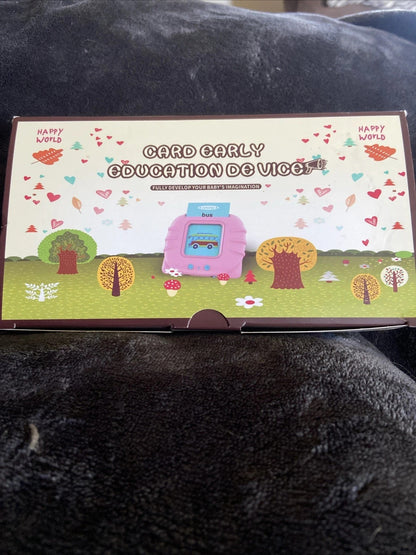 HAPPY
WORLD
HAPPY
WORLD
CARD EARLY
EDUCATION DE VICE
FULLY DEVELOP YOUR BABY'S IMAGINATION
bus